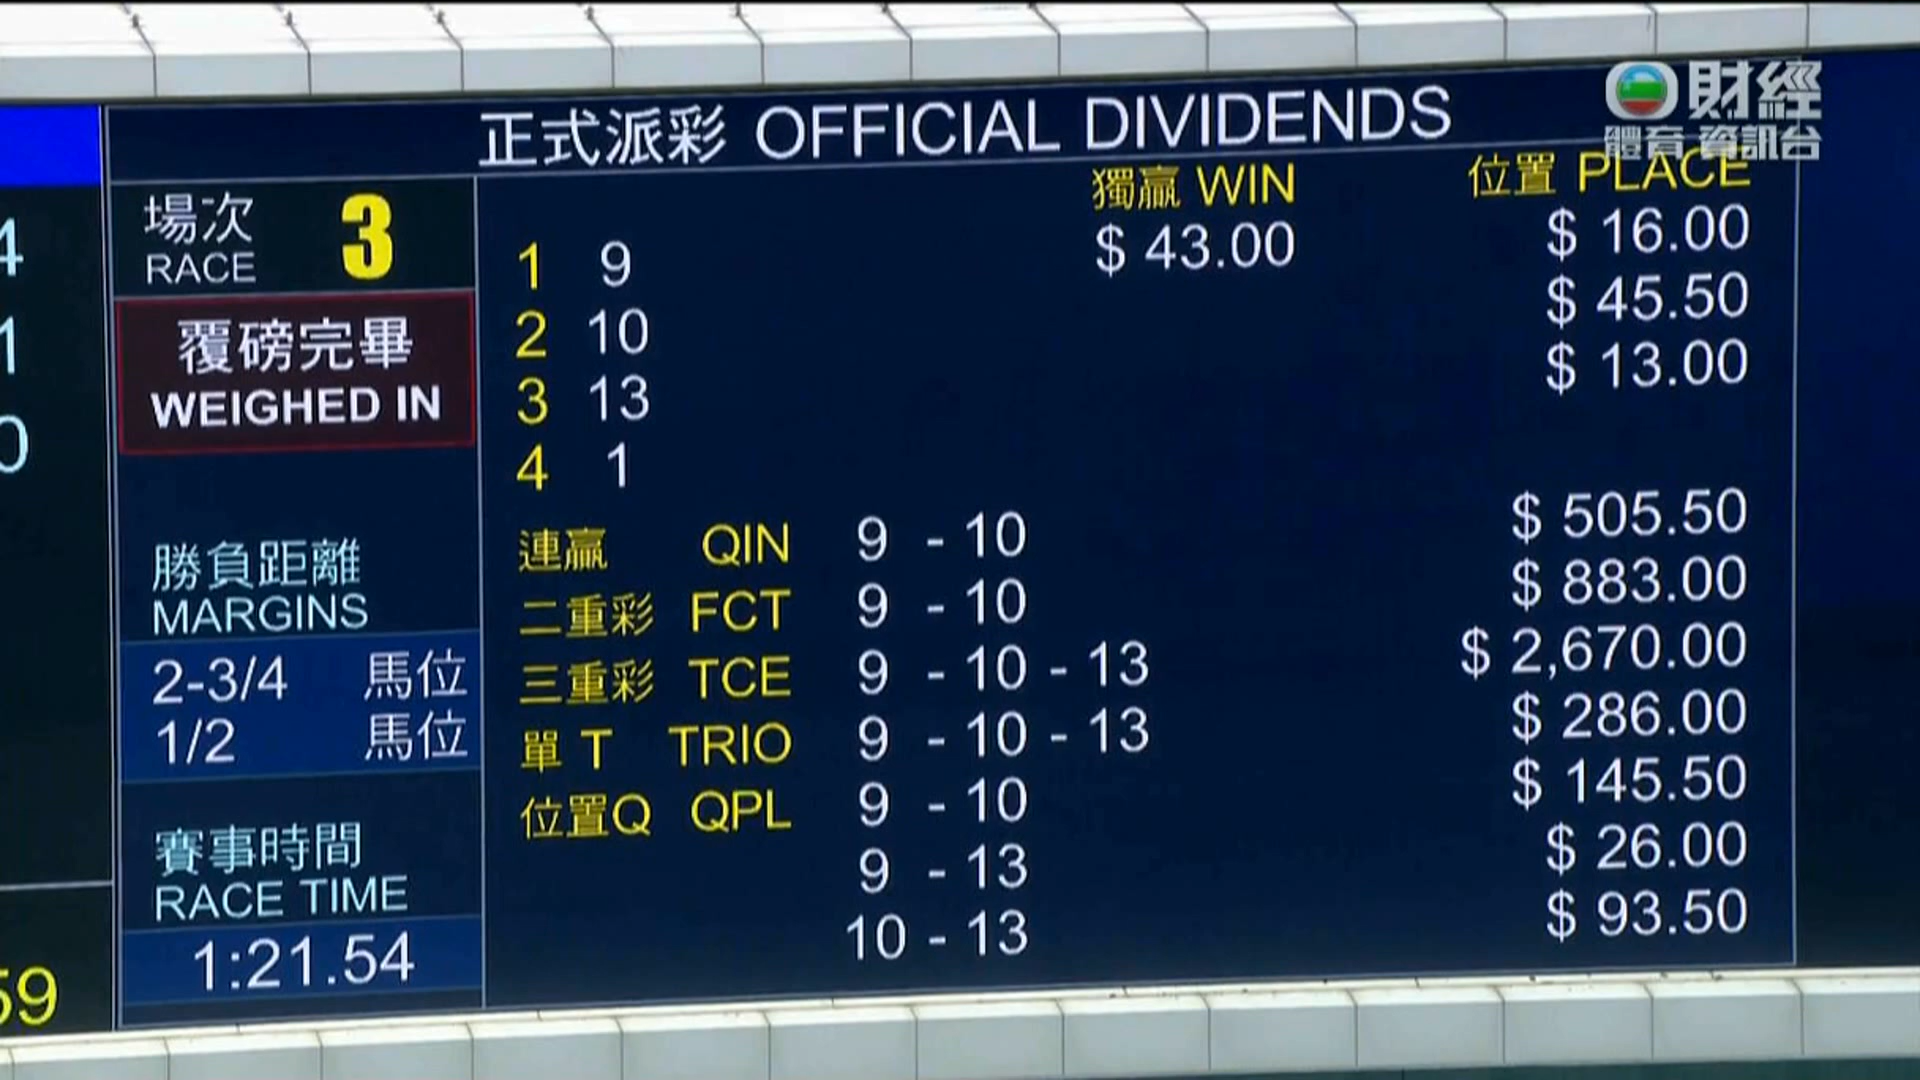 財經
體育 資訊台
正式派彩 OFFICIAL DIVIDENDS
場次 3
RACE
覆磅完畢
WEIGHED IN
勝負距離
MARGINS
2-3/4 馬位
1/2 馬位
賽事時間
RACE TIME
1:21.54
獨贏 WIN 位置 PLACE
1 9 $ 43.00 $ 16.00
2 10 $ 45.50
3 13 $ 13.00
4 1
連贏 QIN 9 - 10 $ 505.50
二重彩 FCT 9 - 10 $ 883.00
三重彩 TCE 9 - 10 - 13 $ 2,670.00
單T TRIO 9 - 10 - 13 $ 286.00
位置Q QPL 9 - 10 $ 145.50
9 - 13 $ 26.00
10 - 13 $ 93.50
4
1
0
59